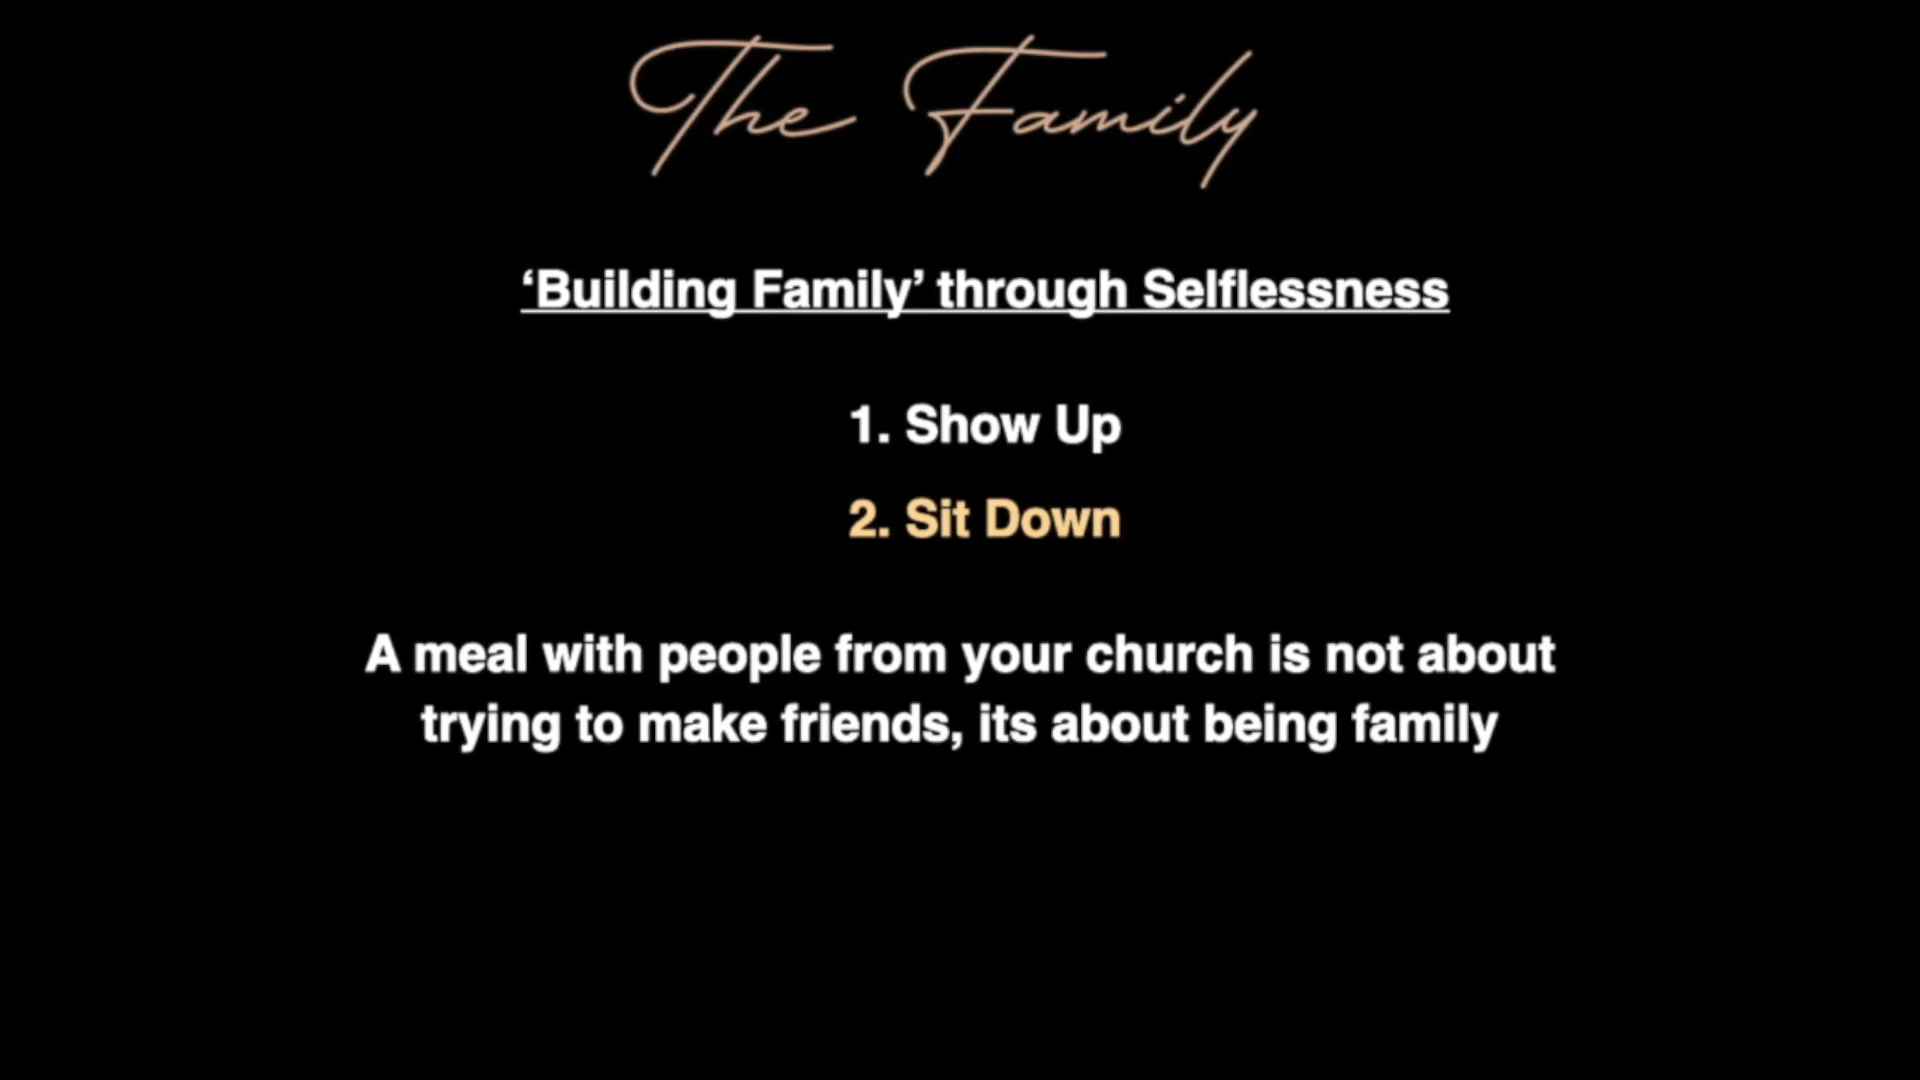 The Family
‘Building Family’ through Selflessness
1. Show Up
2. Sit Down
A meal with people from your church is not about
trying to make friends, its about being family